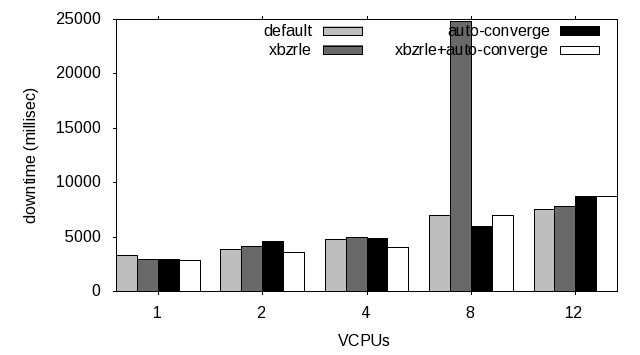 25000
20000
15000
10000
5000
0
downtime (millisec)
default
xbzrle
auto-converge
xbzrle+auto-converge
1 2 4 8 12
VCPUs